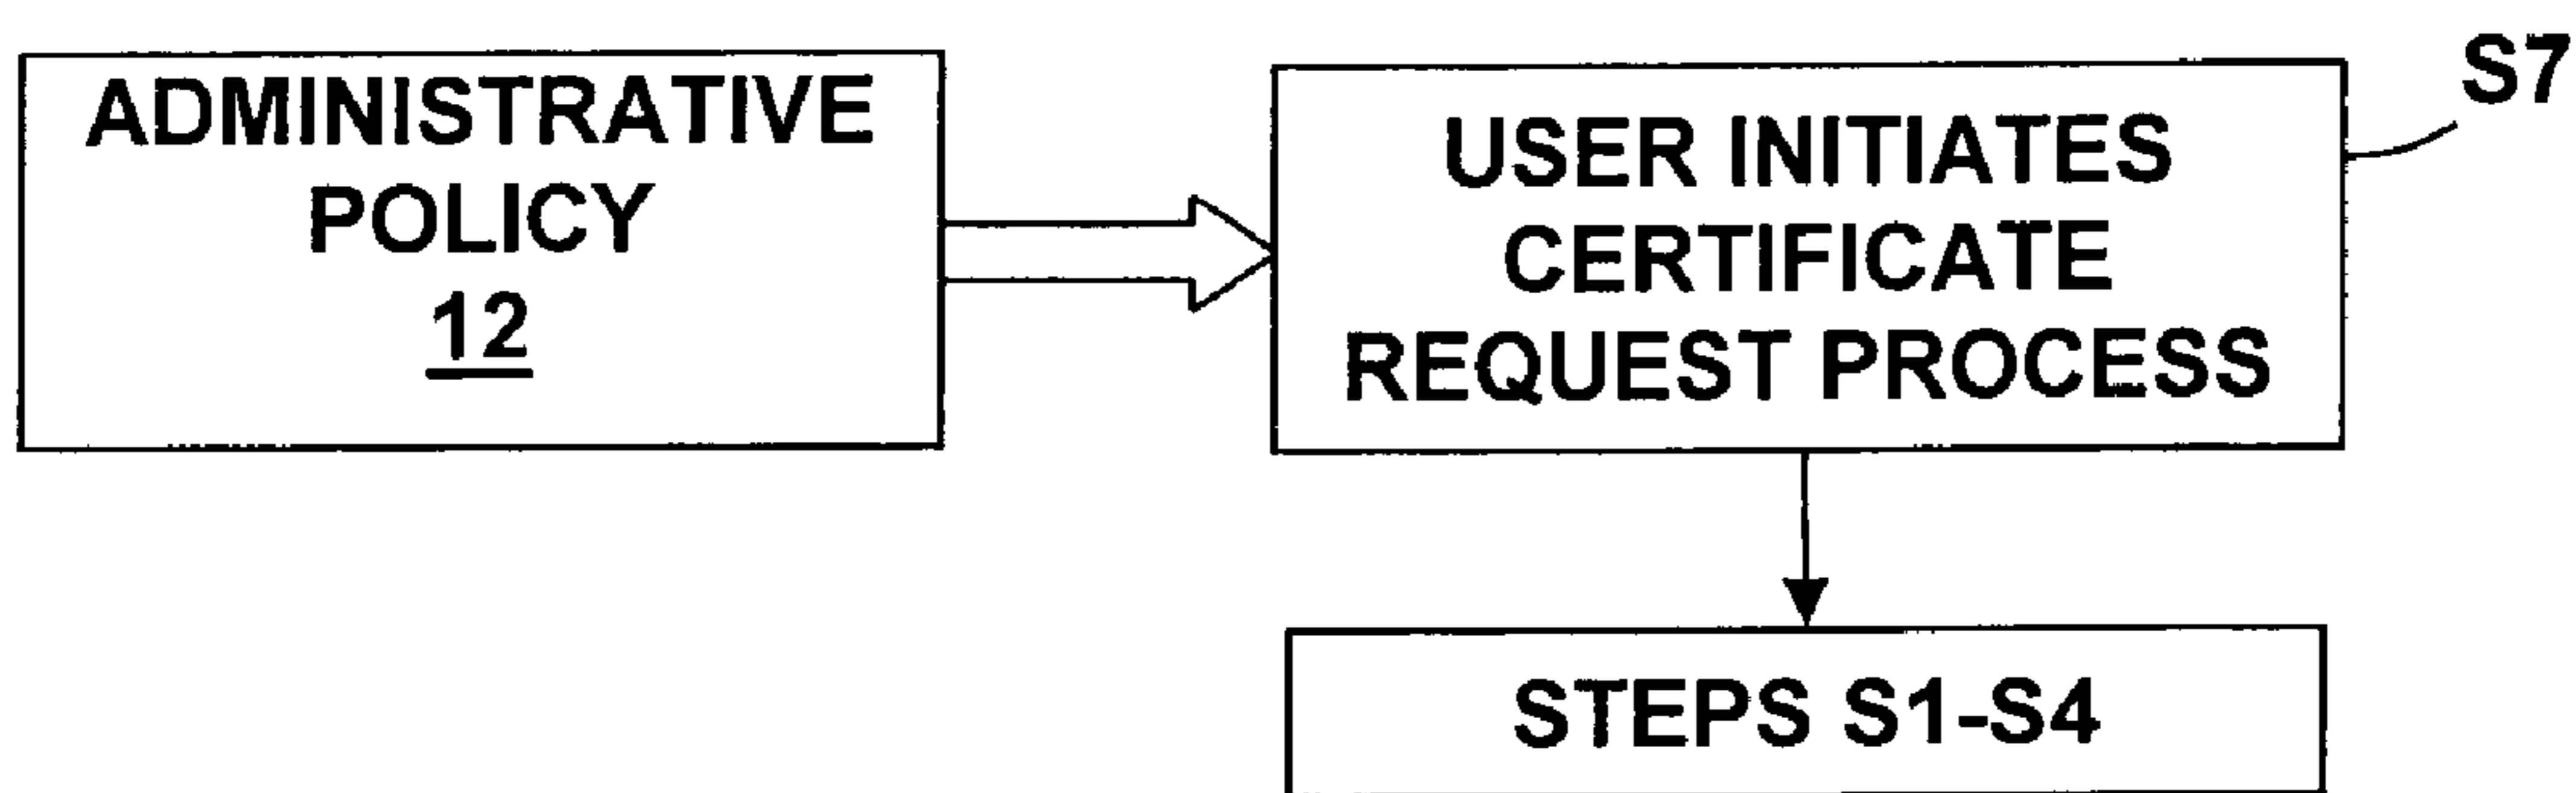 ADMINISTRATIVE
POLICY
12
USER INITIATES
CERTIFICATE
REQUEST PROCESS
S7
STEPS S1-S4